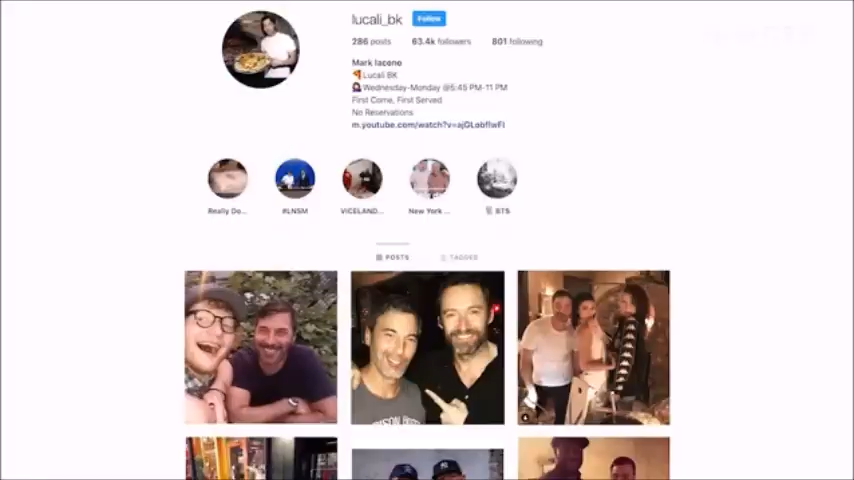 lucali_bk Follow
286 posts 63.4k followers 801 following
Mark Iacono
Lucali BK
Wednesday-Monday @5:45 PM-11 PM
First Come, First Served
No Reservations
m.youtube.com/watch?v=ajGLobflwFI
Really Do... #LNSM VICELAND... New York ... BTS
POSTS TAGGED